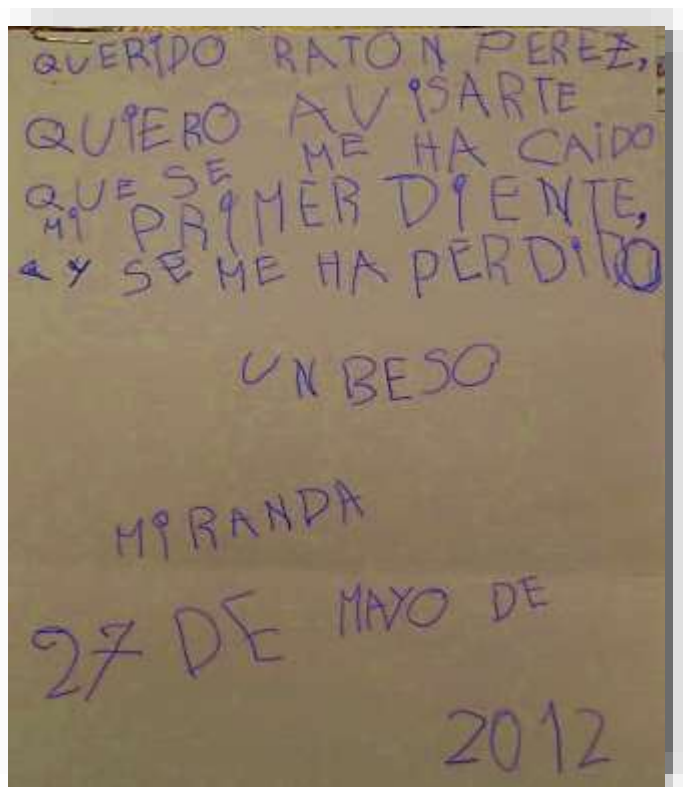 QUERIDO RATON PEREZ,
QUIERO AVISARTE
QUE SE ME HA CAIDO
MI PRIMER DIENTE,
Y SE ME HA PERDIDO
UN BESO
MIRANDA
27 DE MAYO DE
2012